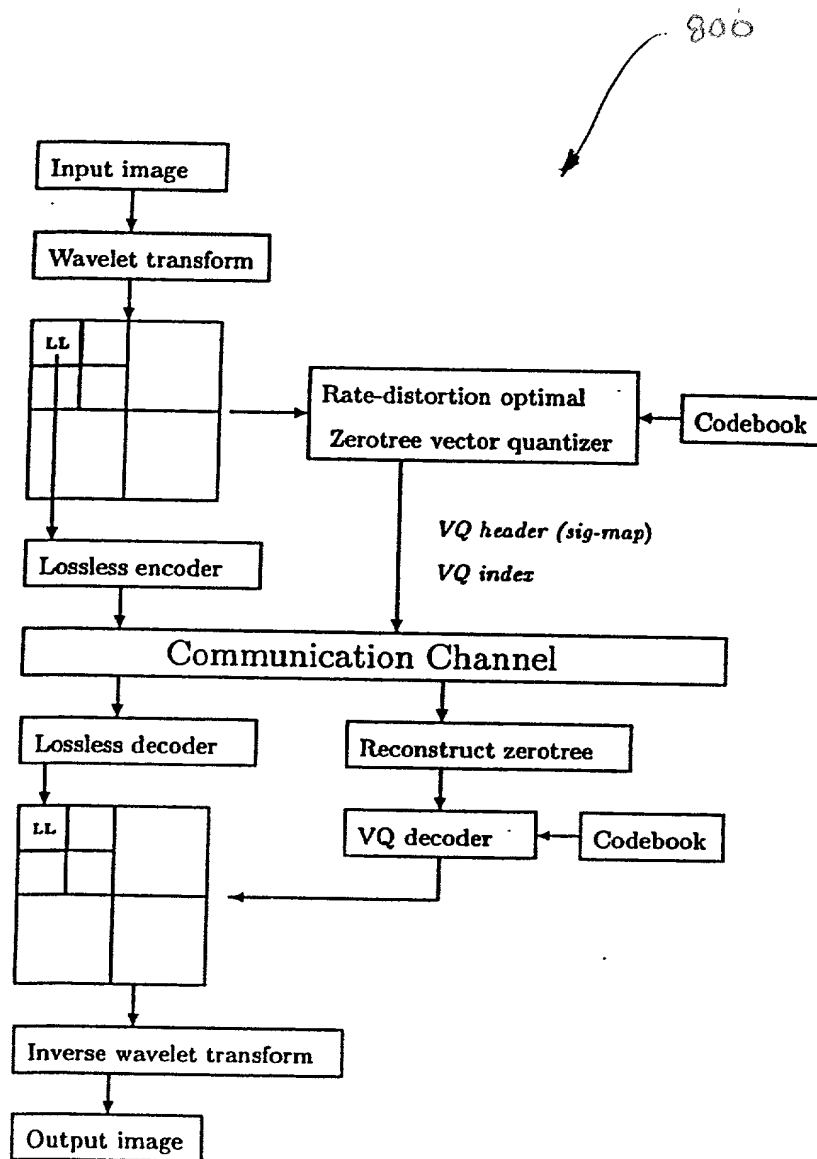 800
Input image
Wavelet transform
LL
Rate-distortion optimal
Zerotree vector quantizer
Codebook
VQ header (sig-map)
VQ index
Lossless encoder
Communication Channel
Lossless decoder
Reconstruct zerotree
LL
VQ decoder
Codebook
Inverse wavelet transform
Output image